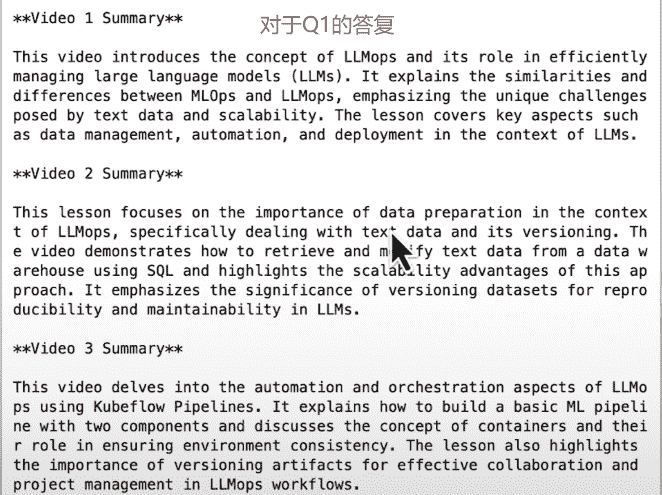 **Video 1 Summary**
对于Q1的答复
This video introduces the concept of LLMops and its role in efficiently
managing large language models (LLMs). It explains the similarities and
differences between MLOps and LLMops, emphasizing the unique challenges
posed by text data and scalability. The lesson covers key aspects such
as data management, automation, and deployment in the context of LLMs.
**Video 2 Summary**
This lesson focuses on the importance of data preparation in the contex
t of LLMops, specifically dealing with text data and its versioning. Th
e video demonstrates how to retrieve and modify text data from a data w
arehouse using SQL and highlights the scalability advantages of this ap
proach. It emphasizes the significance of versioning datasets for repro
ducibility and maintainability in LLMs.
**Video 3 Summary**
This video delves into the automation and orchestration aspects of LLMo
ps using Kubeflow Pipelines. It explains how to build a basic ML pipeli
ne with two components and discusses the concept of containers and thei
r role in ensuring environment consistency. The lesson also highlights
the importance of versioning artifacts for effective collaboration and
project management in LLMOps workflows.